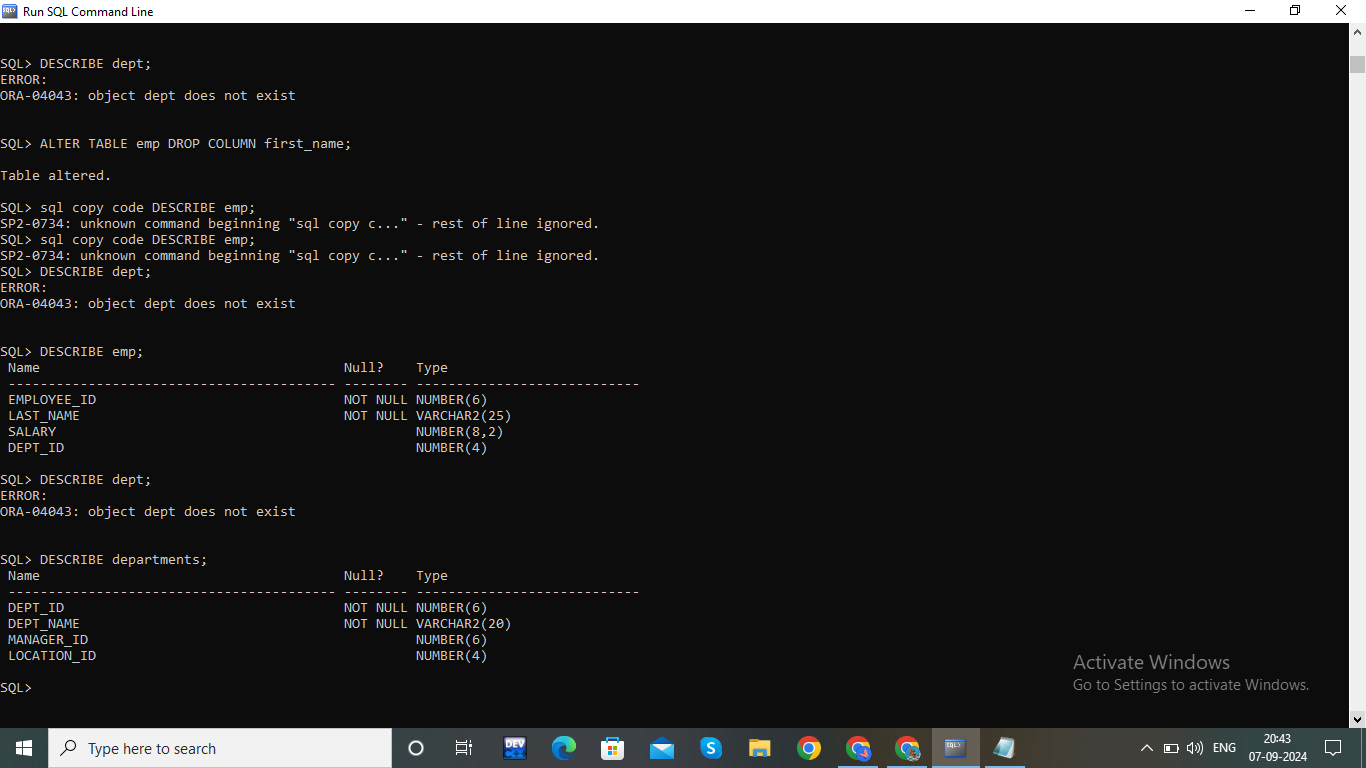 Run SQL Command Line
SQL> DESCRIBE dept;
ERROR:
ORA-04043: object dept does not exist
SQL> ALTER TABLE emp DROP COLUMN first_name;
Table altered.
SQL> sql copy code DESCRIBE emp;
SP2-0734: unknown command beginning "sql copy c..." - rest of line ignored.
SQL> sql copy code DESCRIBE emp;
SP2-0734: unknown command beginning "sql copy c..." - rest of line ignored.
SQL> DESCRIBE dept;
ERROR:
ORA-04043: object dept does not exist
SQL> DESCRIBE emp;
Name Null? Type
----------------------------------------- -------- ----------------------------
EMPLOYEE_ID NOT NULL NUMBER(6)
LAST_NAME NOT NULL VARCHAR2(25)
SALARY NUMBER(8,2)
DEPT_ID NUMBER(4)
SQL> DESCRIBE dept;
ERROR:
ORA-04043: object dept does not exist
SQL> DESCRIBE departments;
Name Null? Type
----------------------------------------- -------- ----------------------------
DEPT_ID NOT NULL NUMBER(6)
DEPT_NAME NOT NULL VARCHAR2(20)
MANAGER_ID NUMBER(6)
LOCATION_ID NUMBER(4)
SQL>
Activate Windows
Go to Settings to activate Windows.
Type here to search
DEV
ENG
20:43
07-09-2024